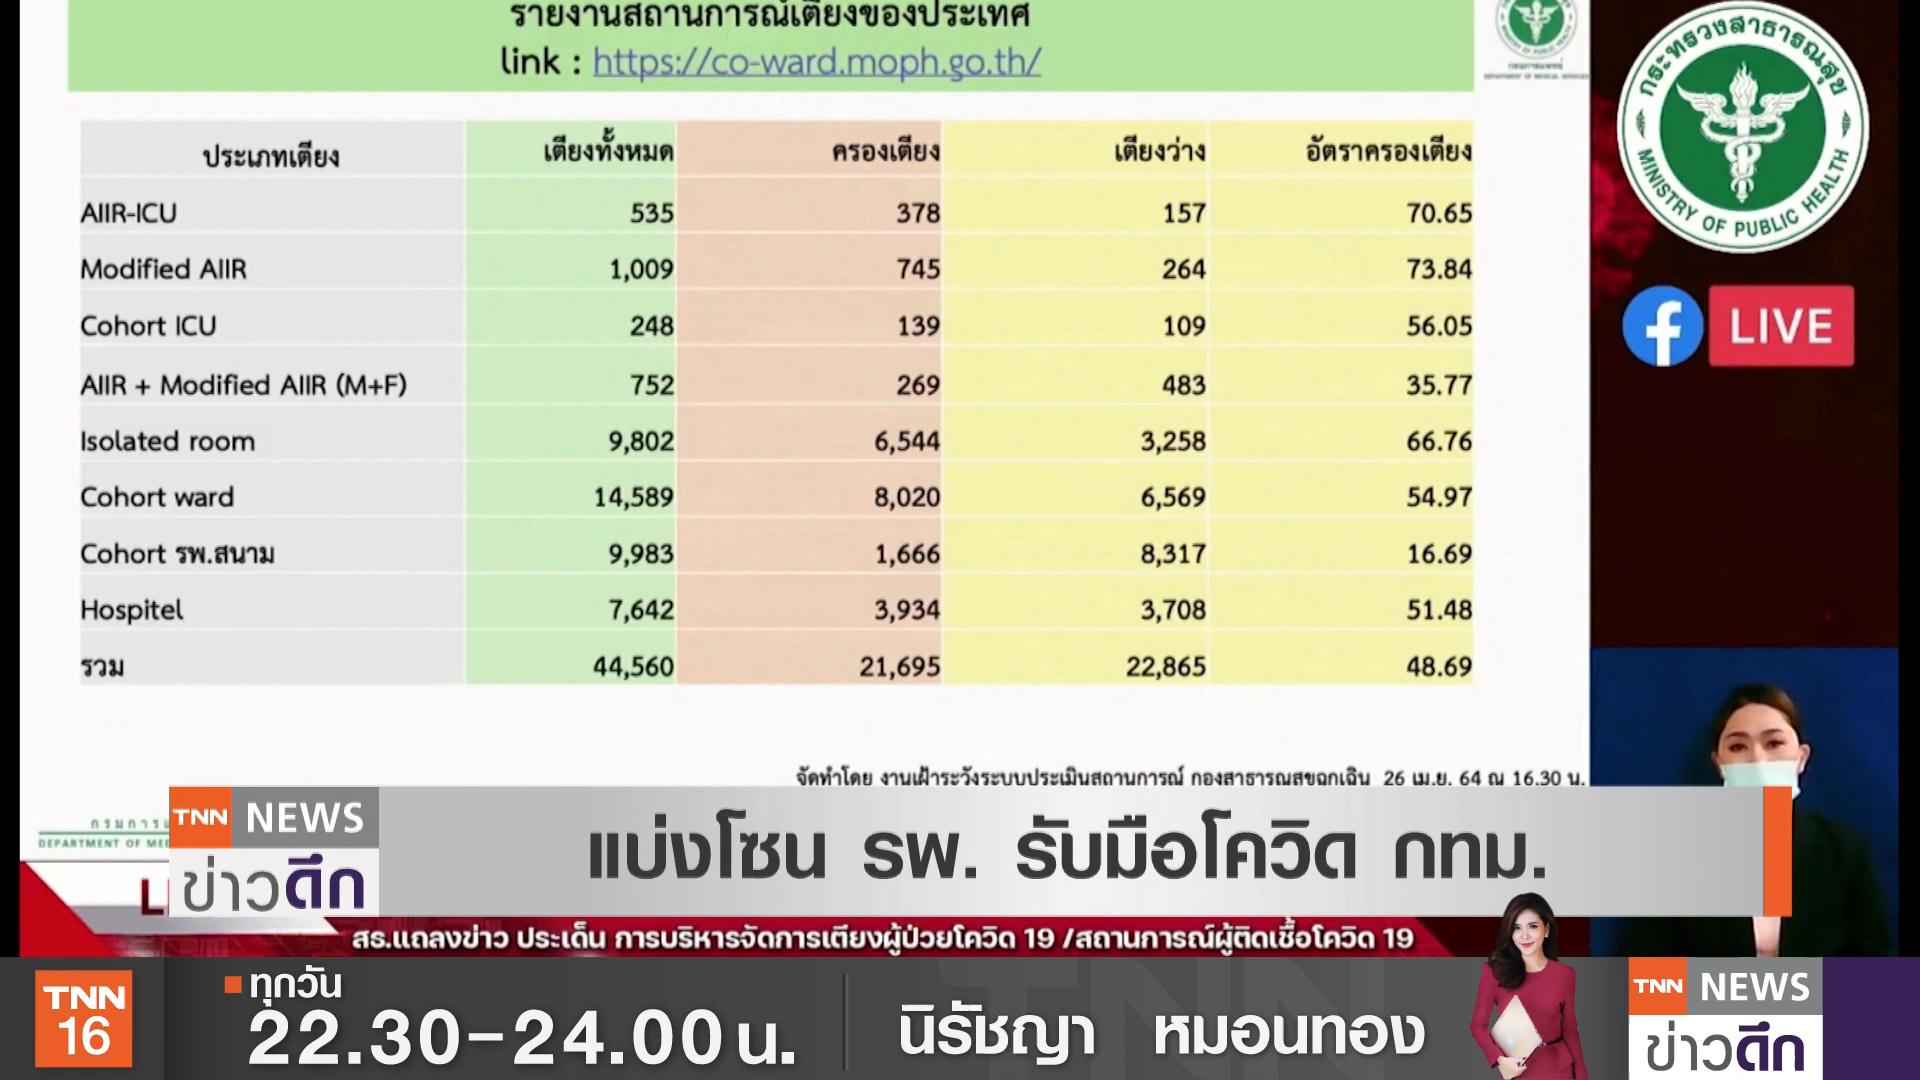 รายงานสถานการณ์เตียงของประเทศ
link : https://co-ward.moph.go.th/
ประเภทเตียง เตียงทั้งหมด ครองเตียง เตียงว่าง อัตราครองเตียง
AIIR-ICU 535 378 157 70.65
Modified AIIR 1,009 745 264 73.84
Cohort ICU 248 139 109 56.05
AIIR + Modified AIIR (M+F) 752 269 483 35.77
Isolated room 9,802 6,544 3,258 66.76
Cohort ward 14,589 8,020 6,569 54.97
Cohort รพ.สนาม 9,983 1,666 8,317 16.69
Hospitel 7,642 3,934 3,708 51.48
รวม 44,560 21,695 22,865 48.69
จัดทำโดย งานเฝ้าระวังระบบประเมินสถานการณ์ กองสาธารณสุขฉุกเฉิน 26 เม.ย. 64 ณ 16.30 น.
กระทรวงสาธารณสุข
MINISTRY OF PUBLIC HEALTH
LIVE
DEPARTMENT OF
TNN NEWS
ข่าวดึก
แบ่งโซน รพ. รับมือโควิด กทม.
สธ.แถลงข่าว ประเด็น การบริหารจัดการเตียงผู้ป่วยโควิด 19 /สถานการณ์ผู้ติดเชื้อโควิด 19
TNN
16
ทุกวัน
22.30-24.00 น.
นิรัชญา หมอนทอง
TNN NEWS
ข่าวดึก